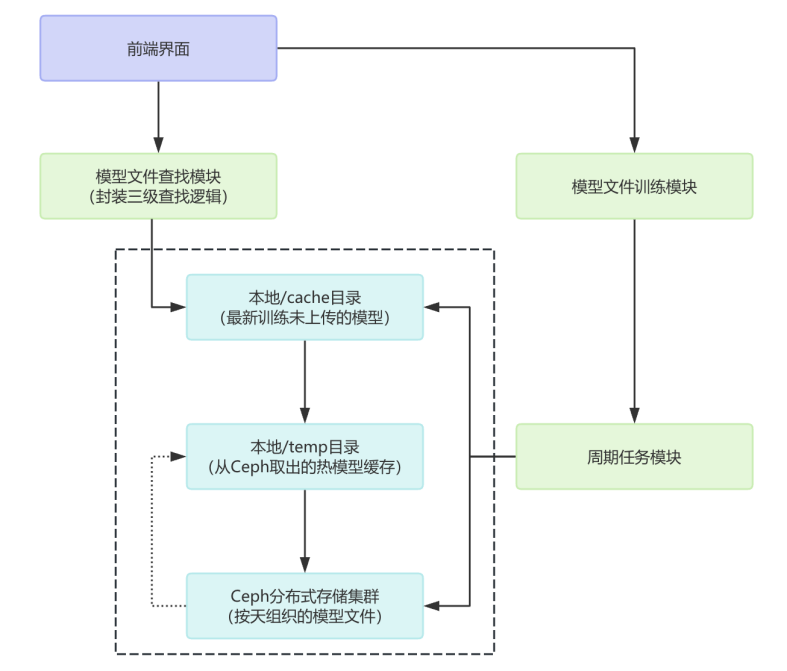 前端界面
模型文件查找模块
（封装三级查找逻辑）
模型文件训练模块
本地/cache目录
（最新训练未上传的模型）
本地/temp目录
（从Ceph取出的热模型缓存）
周期任务模块
Ceph分布式存储集群
（按天组织的模型文件）